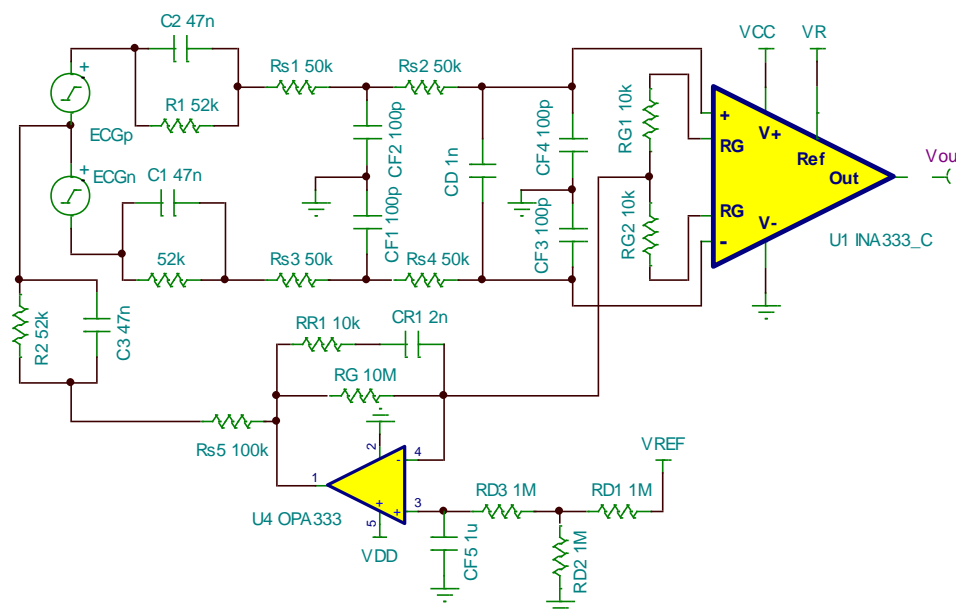 C2 47n
VCC
VR
Rs1 50k
Rs2 50k
+
R1 52k
ECGp
CF2 100p
CD 1n
CF4 100p
RG1 10k
+
V+
RG
Ref
Vou
Out
ECGn
+
C1 47n
CF1 100p
CF3 100p
RG2 10k
RG
V-
-
U1 INA333_C
52k
Rs3 50k
Rs4 50k
R2 52k
C3 47n
RR1 10k
CR1 2n
RG 10M
Rs5 100k
2
4
-
1
VREF
U4 OPA333
+
+
3
5
RD3 1M
RD1 1M
VDD
CF5 1u
RD2 1M